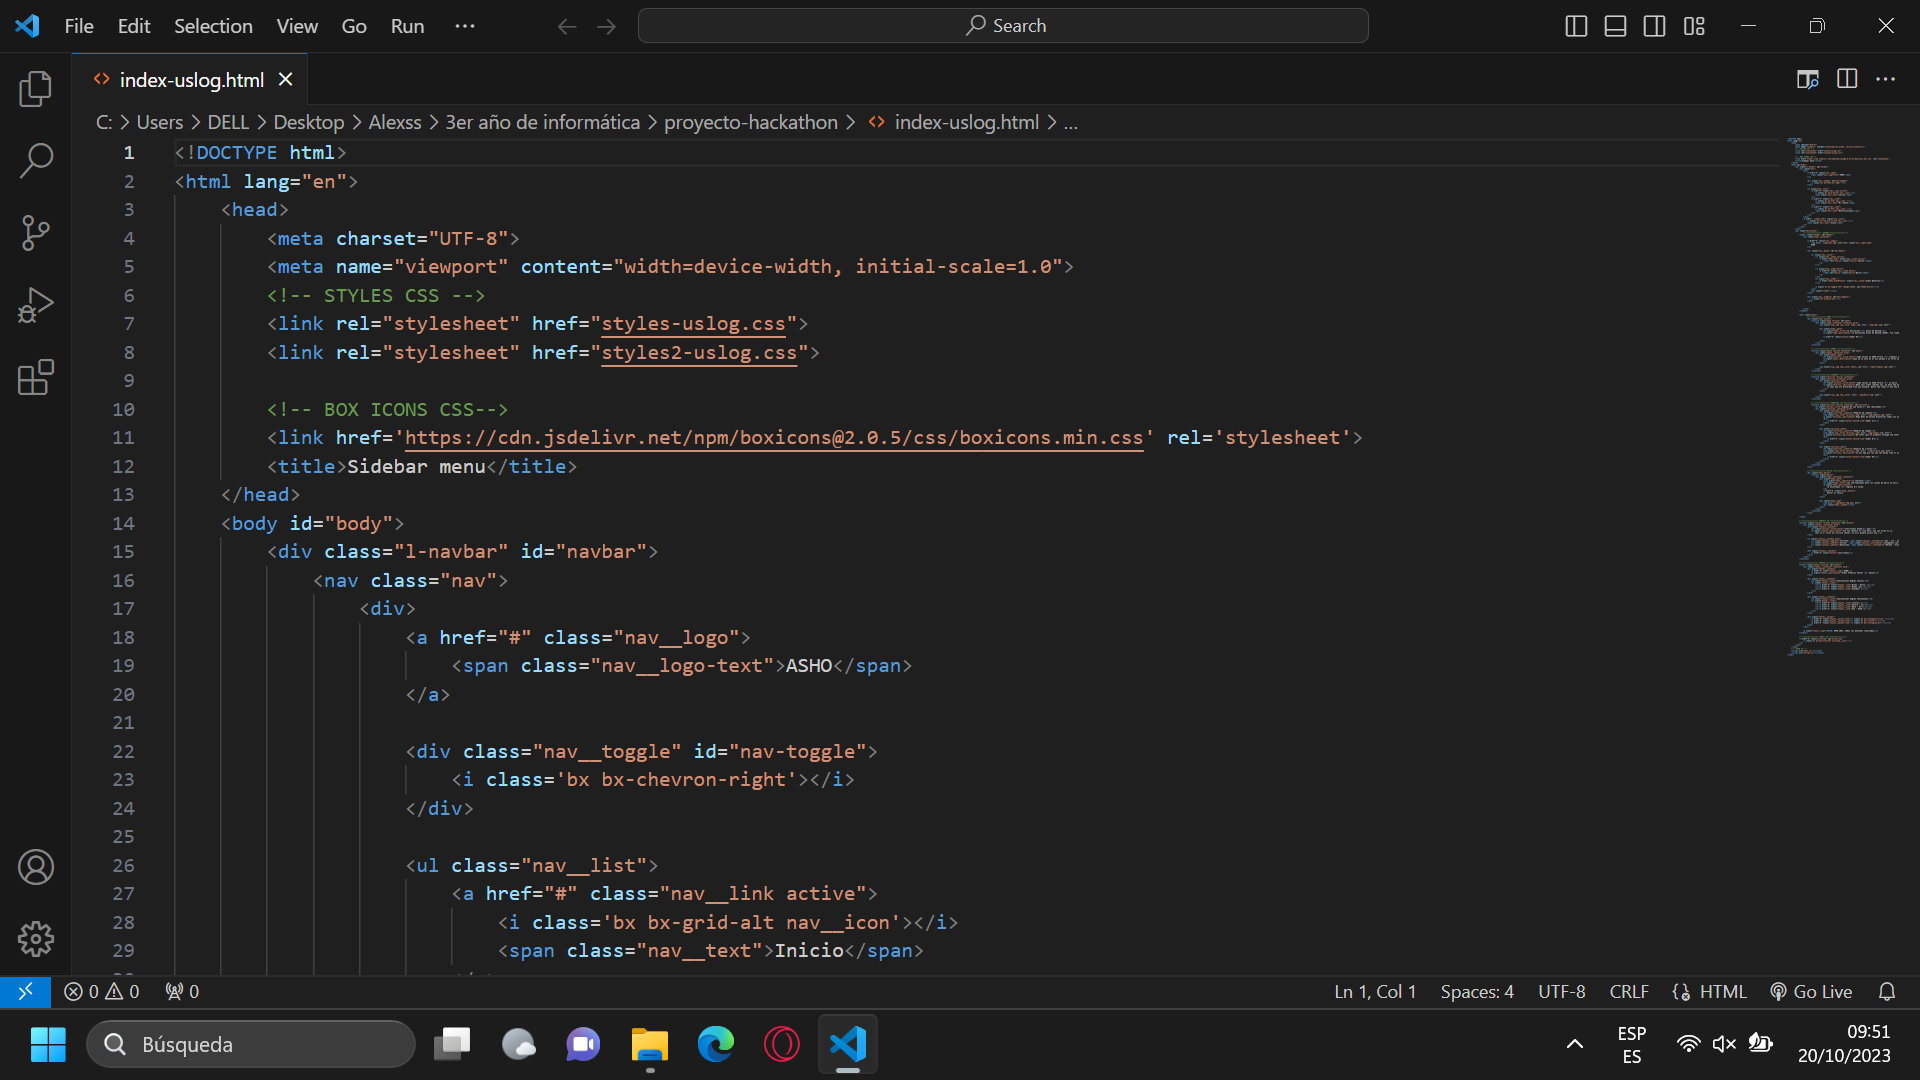 File Edit Selection View Go Run ··· Search
index-uslog.html
C: > Users > DELL > Desktop > Alexss > 3er año de informática > proyecto-hackathon > index-uslog.html > ...
1 <!DOCTYPE html>
2 <html lang="en">
3 <head>
4 <meta charset="UTF-8">
5 <meta name="viewport" content="width=device-width, initial-scale=1.0">
6 <!-- STYLES CSS -->
7 <link rel="stylesheet" href="styles-uslog.css">
8 <link rel="stylesheet" href="styles2-uslog.css">
9
10 <!-- BOX ICONS CSS-->
11 <link href='https://cdn.jsdelivr.net/npm/boxicons@2.0.5/css/boxicons.min.css' rel='stylesheet'>
12 <title>Sidebar menu</title>
13 </head>
14 <body id="body">
15 <div class="l-navbar" id="navbar">
16 <nav class="nav">
17 <div>
18 <a href="#" class="nav__logo">
19 <span class="nav__logo-text">ASHO</span>
20 </a>
21
22 <div class="nav__toggle" id="nav-toggle">
23 <i class='bx bx-chevron-right'></i>
24 </div>
25
26 <ul class="nav__list">
27 <a href="#" class="nav__link active">
28 <i class='bx bx-grid-alt nav__icon'></i>
29 <span class="nav__text">Inicio</span>
0 0 0 Ln 1, Col 1 Spaces: 4 UTF-8 CRLF HTML Go Live
Búsqueda
ESP
ES
09:51
20/10/2023